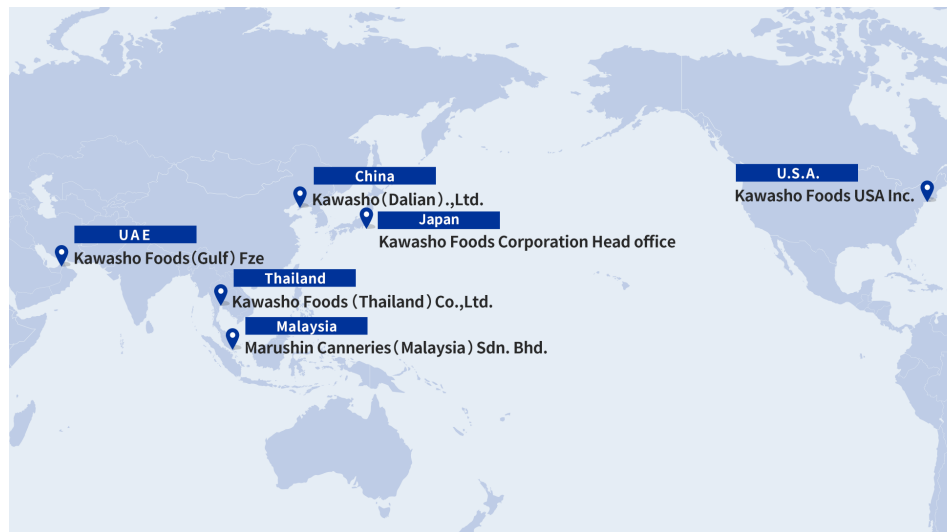 China
Kawasho（Dalian）.,Ltd.
Japan
Kawasho Foods Corporation Head office
U.S.A.
Kawasho Foods USA Inc.
UAE
Kawasho Foods（Gulf）Fze
Thailand
Kawasho Foods（Thailand）Co.,Ltd.
Malaysia
Marushin Canneries（Malaysia）Sdn. Bhd.